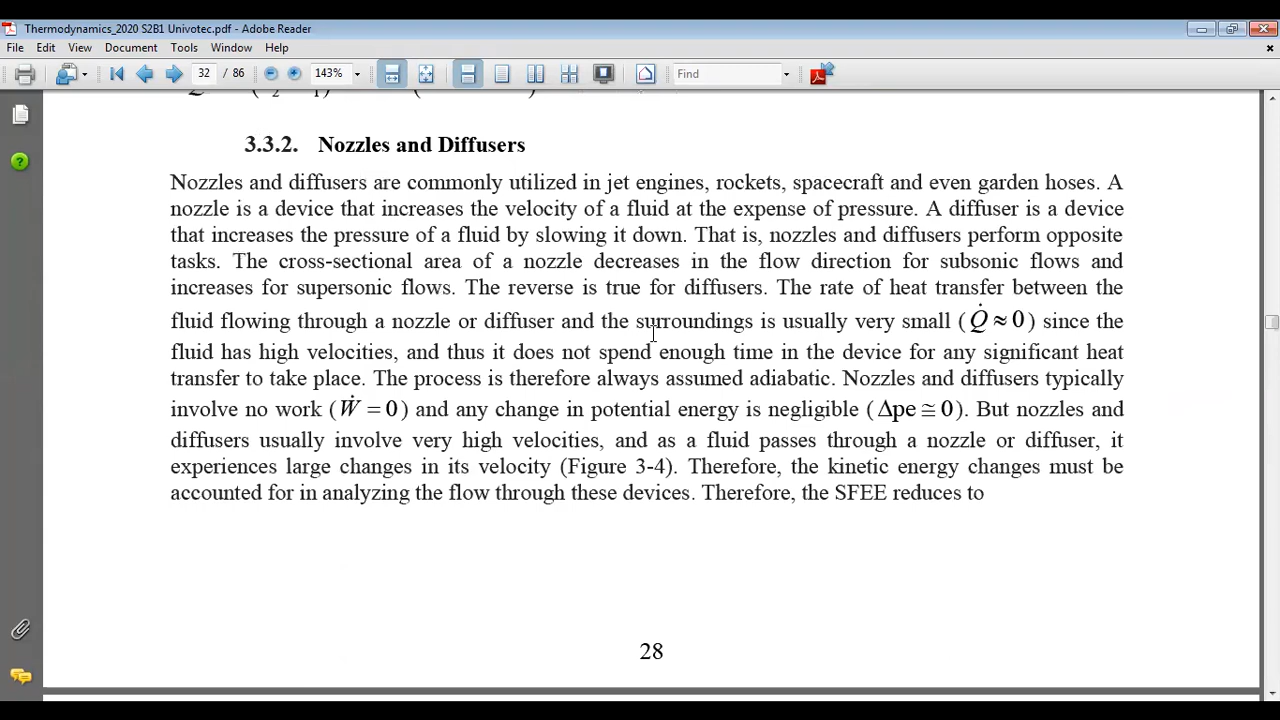 Thermodynamics_2020 S2B1 Univotec.pdf - Adobe Reader
File Edit View Document Tools Window Help
32 / 86 143% Find
3.3.2. Nozzles and Diffusers
Nozzles and diffusers are commonly utilized in jet engines, rockets, spacecraft and even garden hoses. A
nozzle is a device that increases the velocity of a fluid at the expense of pressure. A diffuser is a device
that increases the pressure of a fluid by slowing it down. That is, nozzles and diffusers perform opposite
tasks. The cross-sectional area of a nozzle decreases in the flow direction for subsonic flows and
increases for supersonic flows. The reverse is true for diffusers. The rate of heat transfer between the
fluid flowing through a nozzle or diffuser and the surroundings is usually very small ( Q̇ ≈ 0 ) since the
fluid has high velocities, and thus it does not spend enough time in the device for any significant heat
transfer to take place. The process is therefore always assumed adiabatic. Nozzles and diffusers typically
involve no work ( Ẇ = 0 ) and any change in potential energy is negligible ( Δpe ≅ 0 ). But nozzles and
diffusers usually involve very high velocities, and as a fluid passes through a nozzle or diffuser, it
experiences large changes in its velocity (Figure 3-4). Therefore, the kinetic energy changes must be
accounted for in analyzing the flow through these devices. Therefore, the SFEE reduces to
28